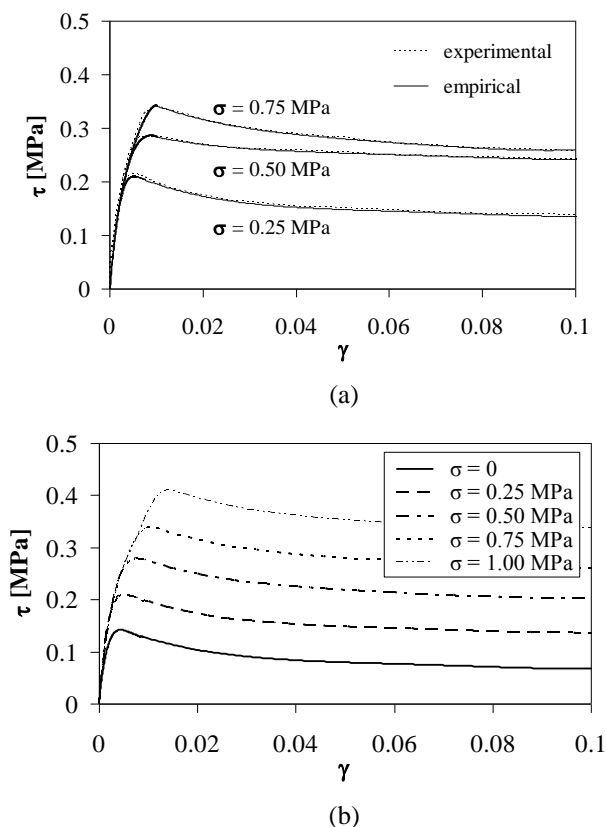 0.5
0.4
0.3
0.2
0.1
0
τ [MPa]
experimental
empirical
σ = 0.75 MPa
σ = 0.50 MPa
σ = 0.25 MPa
0 0.02 0.04 0.06 0.08 0.1
γ
(a)
0.5
0.4
0.3
0.2
0.1
0
τ [MPa]
σ = 0
σ = 0.25 MPa
σ = 0.50 MPa
σ = 0.75 MPa
σ = 1.00 MPa
0 0.02 0.04 0.06 0.08 0.1
γ
(b)